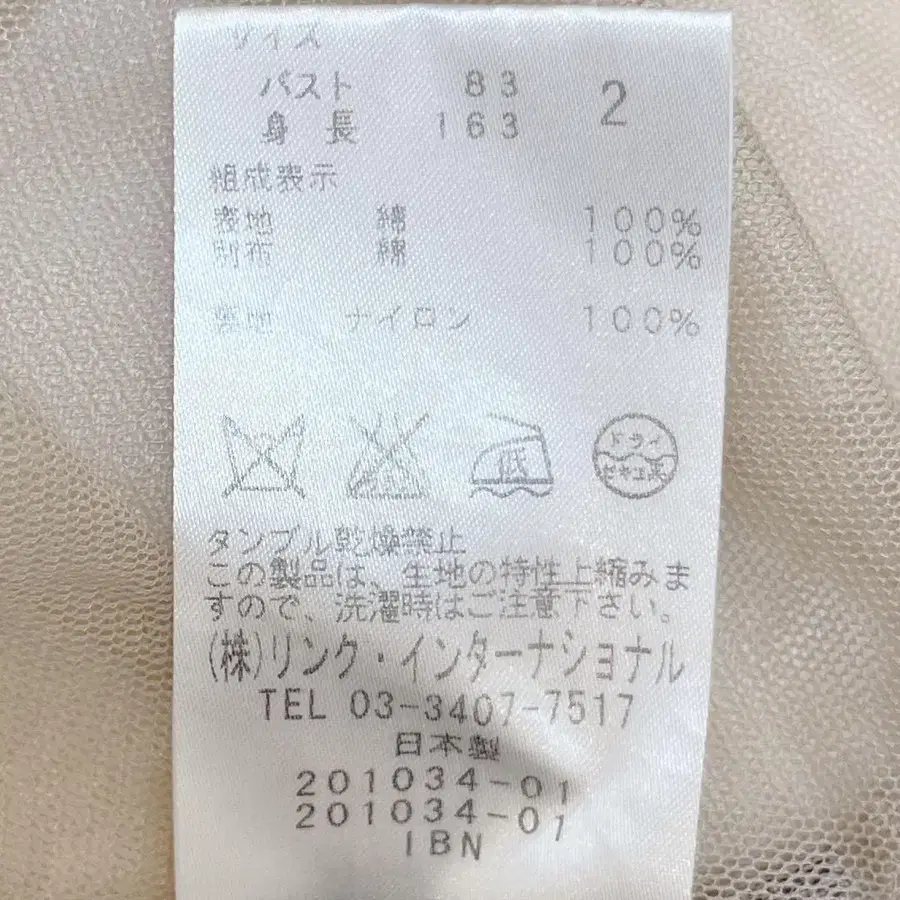 サイズ
バスト 83 2
身長 163
組成表示
表地 綿 100%
別布 綿 100%
裏地 ナイロン 100%
低
ドライ
セキユ系
タンブル乾燥禁止
この製品は、生地の特性上縮みま
すので、洗濯時はご注意下さい。
(株)リンク・インターナショナル
TEL 03-3407-7517
日本製
201034-01
201034-01
IBN